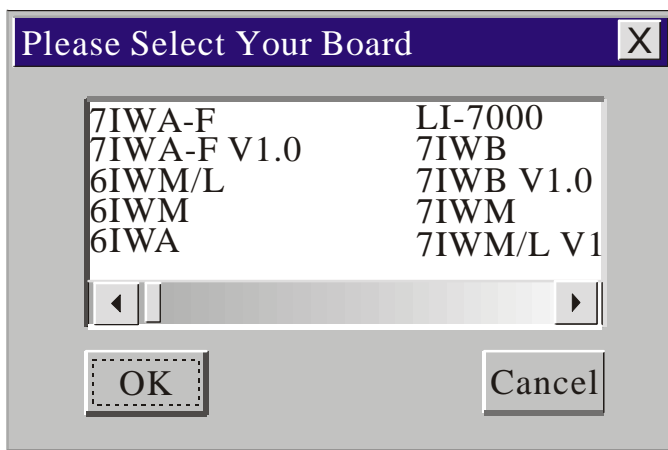 Please Select Your Board X
7IWA-F
7IWA-F V1.0
6IWM/L
6IWM
6IWA
LI-7000
7IWB
7IWB V1.0
7IWM
7IWM/L V1
OK
Cancel